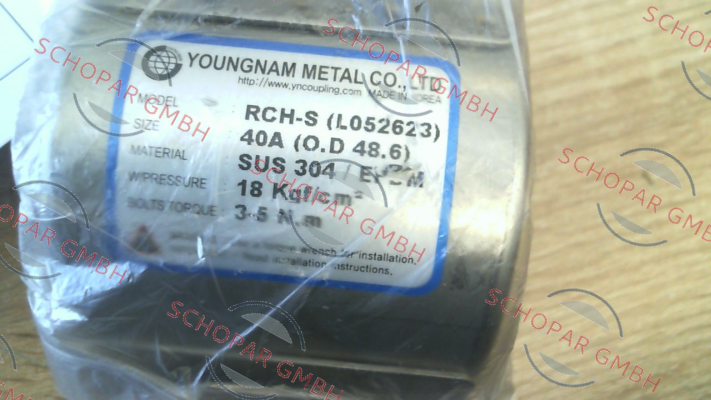 YOUNGNAM METAL CO., LTD
http://www.yncoupling.com MADE IN KOREA
MODEL RCH-S (L052623)
SIZE 40A (O.D 48.6)
MATERIAL SUS 304 / EPDM
W/PRESSURE 18 Kgf/cm²
BOLTS TORQUE 3-5 N.m
wrench for installation.
installation instructions.
SCHOPAR GMBH
SCHOPAR GMBH
SCHOPAR GMBH
SCHOPAR GMBH
SCHOPAR GMBH
SCHOPAR GMBH
SCHOPAR GMBH
SCHOPAR GMBH